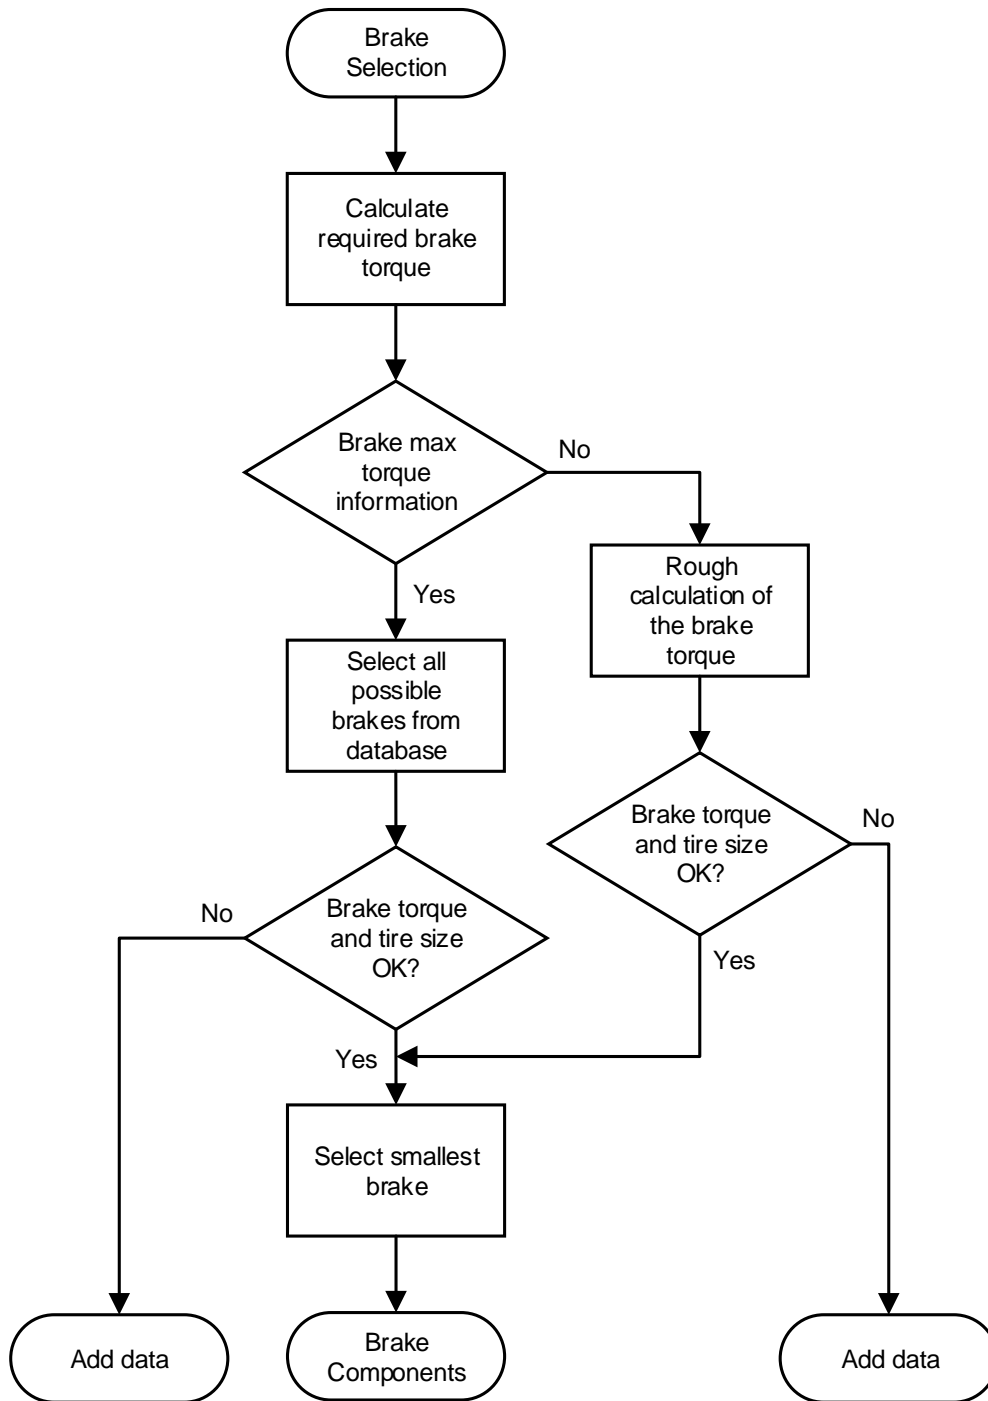 Brake
Selection
Calculate
required brake
torque
Brake max
torque
information
No
Yes
Rough
calculation of
the brake
torque
Select all
possible
brakes from
database
Brake torque
and tire size
OK?
No
Yes
Brake torque
and tire size
OK?
No
Yes
Select smallest
brake
Add data
Brake
Components
Add data